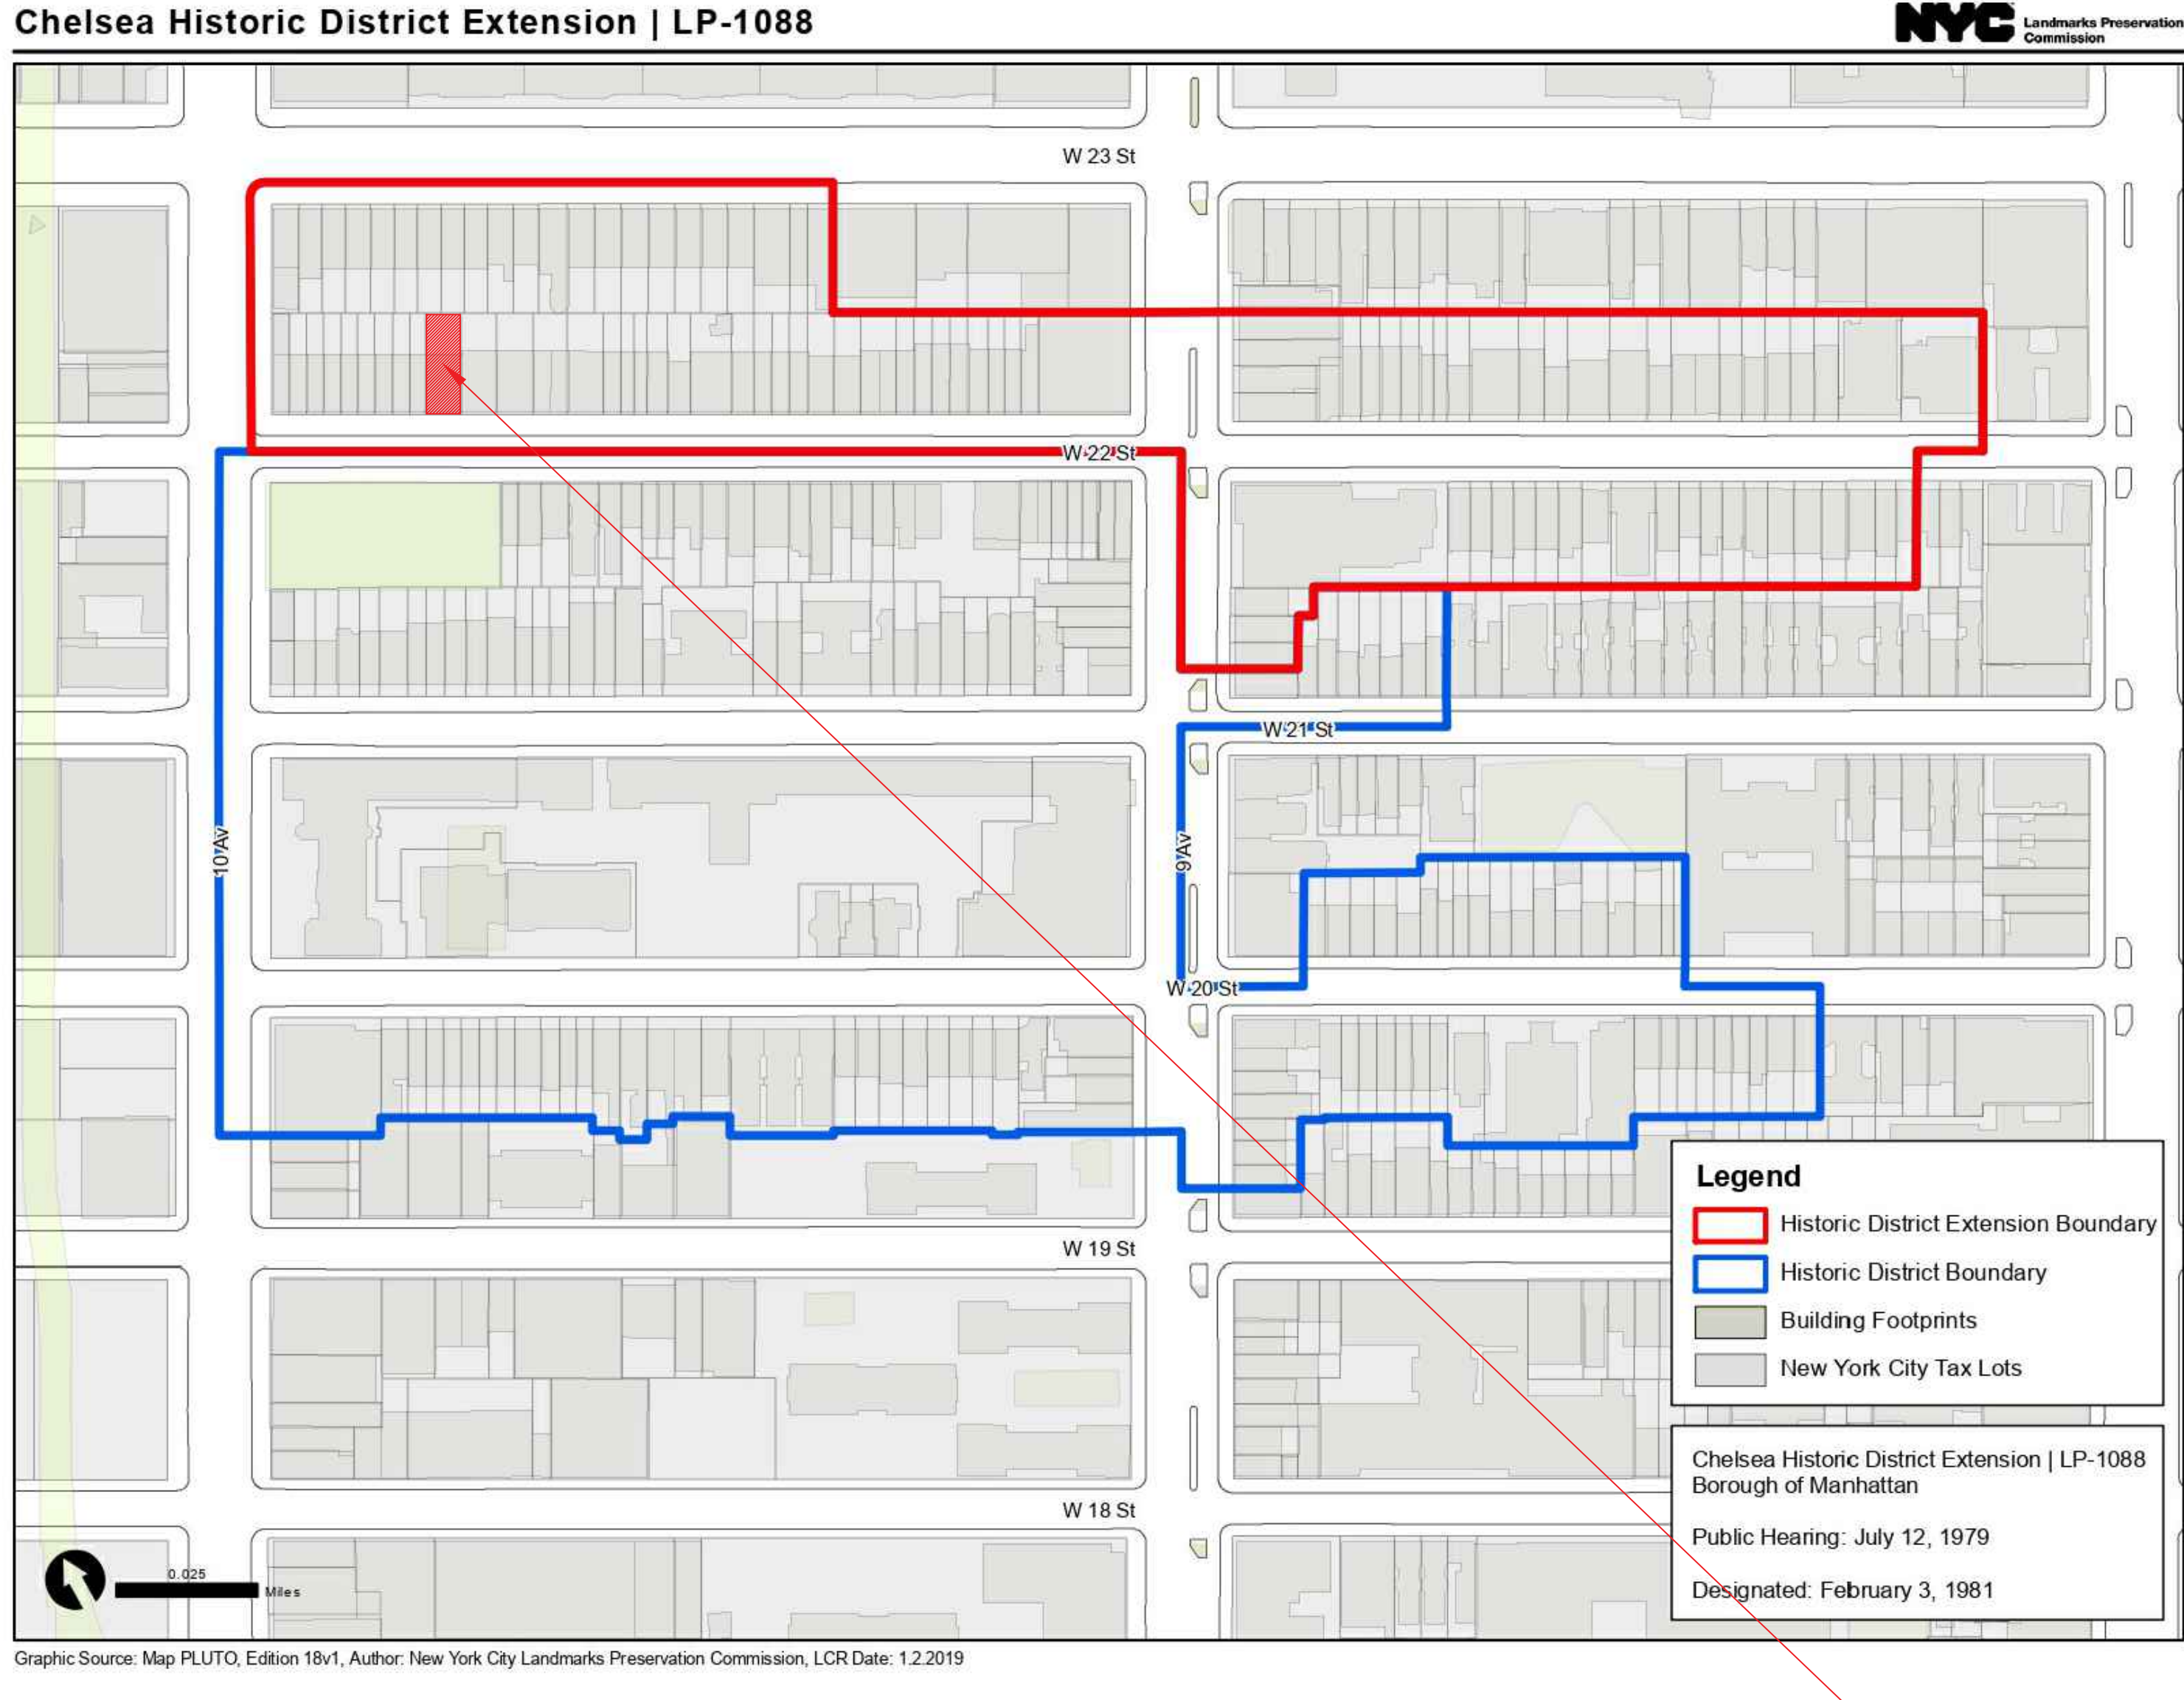 Chelsea Historic District Extension | LP-1088
NYC Landmarks Preservation
Commission
W 23 St
W 22 St
W 21 St
10 Av
9 Av
W 20 St
W 19 St
W 18 St
Legend
Historic District Extension Boundary
Historic District Boundary
Building Footprints
New York City Tax Lots
Chelsea Historic District Extension | LP-1088
Borough of Manhattan
Public Hearing: July 12, 1979
Designated: February 3, 1981
0.025
Miles
Graphic Source: Map PLUTO, Edition 18v1, Author: New York City Landmarks Preservation Commission, LCR Date: 1.2.2019